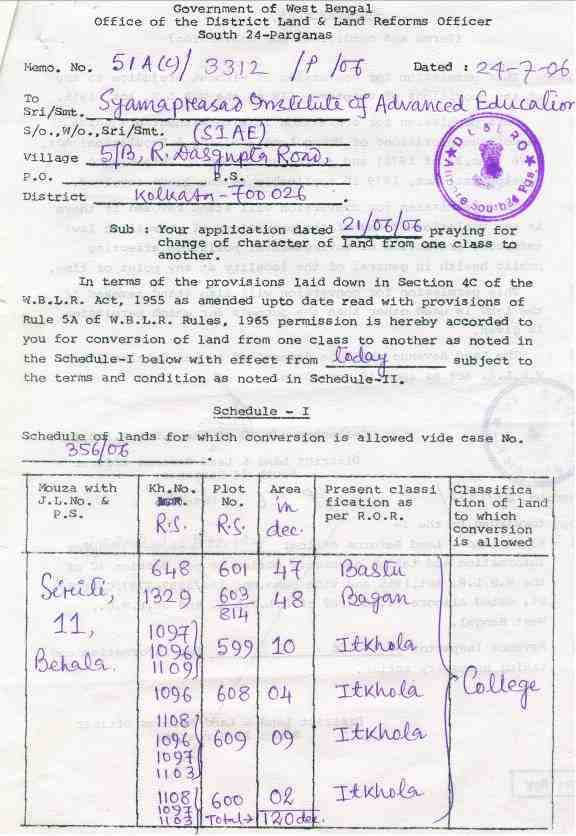 Government of West Bengal
Office of the District Land & Land Reforms Officer
South 24-Parganas
Memo. No. 51A(C)/ 3312 /P /06 Dated : 24-7-06
To
Sri/Smt. Syamaprasad Institute of Advanced Education
S/o.,W/o.,Sri/Smt. (SIAE)
Village 5/B, R. Dasgupta Road,
P.O. P.S.
District Kolkata-700026.
Sub : Your application dated 21/06/06 praying for
change of character of land from one class to
another.
In terms of the provisions laid down in Section 4C of the
W.B.L.R. Act, 1955 as amended upto date read with provisions of
Rule 5A of W.B.L.R. Rules, 1965 permission is hereby accorded to
you for conversion of land from one class to another as noted in
the Schedule-I below with effect from today subject to
the terms and condition as noted in Schedule-II.
Schedule - I
Schedule of lands for which conversion is allowed vide case No.
356/06.
Mouza with J.L.No. & P.S. Kh.No. R.S. Plot No. R.S. Area in dec. Present classi fication as per R.O.R. Classifica tion of land to which conversion is allowed
648 601 47 Bastu
Siriti, 1329 603/814 48 Bagan
11, 1097 1096 1109 599 10 Itkhola
Behala. 1096 608 04 Itkhola College
1108 1096 1097 1103 609 09 Itkhola
1108 1097 1103 600 02 Itkhola
Total→ 120 dec.